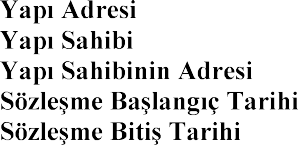 Yapı Adresi
Yapı Sahibi
Yapı Sahibinin Adresi
Sözleşme Başlangıç Tarihi
Sözleşme Bitiş Tarihi